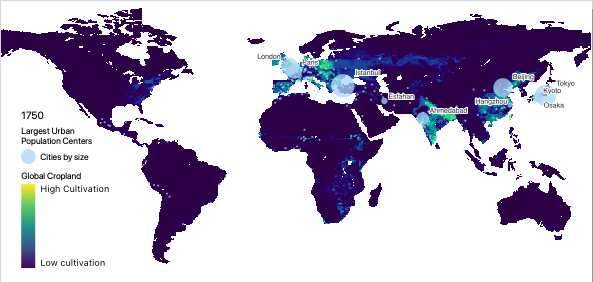 London
Paris
Istanbul
Esfahan
Ahmedabad
Beijing
Hangzhou
Tokyo
Kyoto
Osaka
1750
Largest Urban
Population Centers
Cities by size
Global Cropland
High Cultivation
Low cultivation